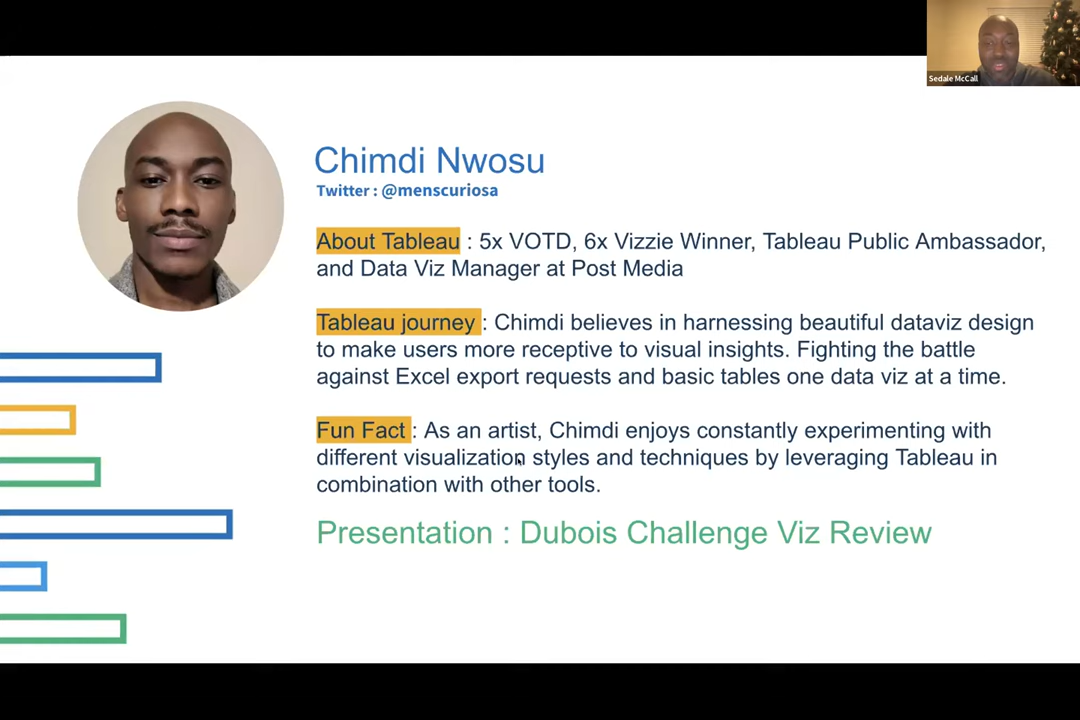 Sedale McCall
Chimdi Nwosu
Twitter : @menscuriosa
About Tableau : 5x VOTD, 6x Vizzie Winner, Tableau Public Ambassador,
and Data Viz Manager at Post Media
Tableau journey : Chimdi believes in harnessing beautiful dataviz design
to make users more receptive to visual insights. Fighting the battle
against Excel export requests and basic tables one data viz at a time.
Fun Fact : As an artist, Chimdi enjoys constantly experimenting with
different visualization styles and techniques by leveraging Tableau in
combination with other tools.
Presentation : Dubois Challenge Viz Review